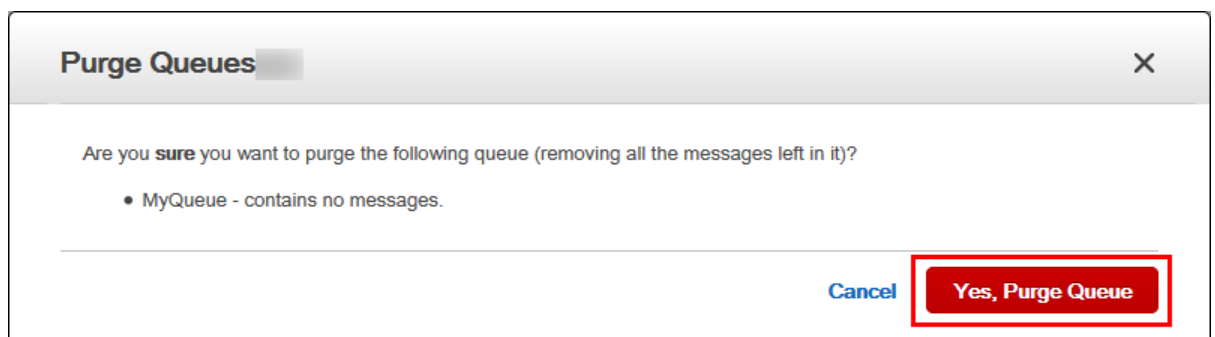 Purge Queues
Are you sure you want to purge the following queue (removing all the messages left in it)?
• MyQueue - contains no messages.
Cancel
Yes, Purge Queue